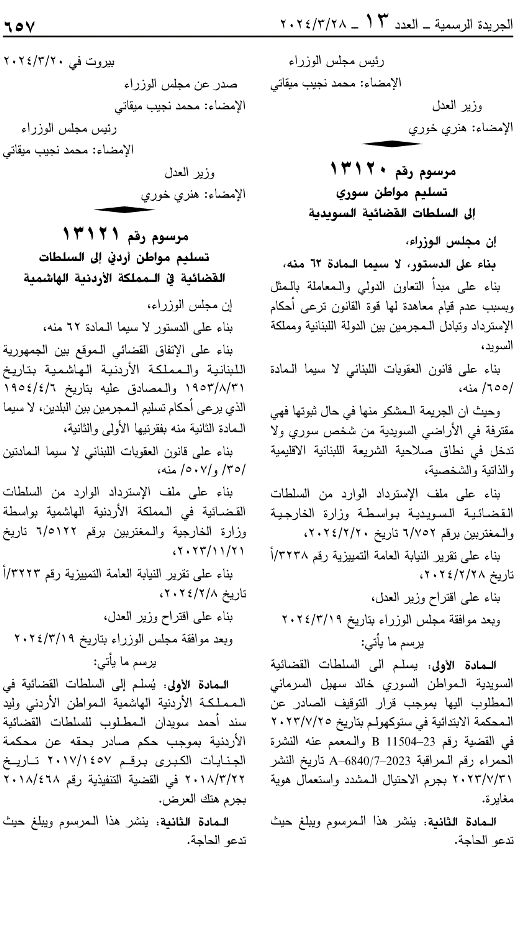 الجريدة الرسمية ــ العدد ١٣ ــ ٢٠٢٤/٣/٢٨
٦٥٧
رئيس مجلس الوزراء
الإمضاء: محمد نجيب ميقاتي
وزير العدل
الإمضاء: هنري خوري
مرسوم رقم ١٣١٢٠
تسليم مواطن سوري
إلى السلطات القضائية السويدية
إن مجلس الوزراء،
بناء على الدستور، لا سيما المادة ٦٢ منه،
بناء على مبدأ التعاون الدولي والمعاملة بالمثل
وبسبب عدم قيام معاهدة لها قوة القانون ترعى أحكام
الإسترداد وتبادل المجرمين بين الدولة اللبنانية ومملكة
السويد،
بناء على قانون العقوبات اللبناني لا سيما المادة
/٦٥٥/ منه،
وحيث ان الجريمة المشكو منها في حال ثبوتها فهي
مقترفة في الأراضي السويدية من شخص سوري ولا
تدخل في نطاق صلاحية الشريعة اللبنانية الاقليمية
والذاتية والشخصية،
بناء على ملف الإسترداد الوارد من السلطات
القضائية السويدية بواسطة وزارة الخارجية
والمغتربين برقم ٦/٧٥٢ تاريخ ٢٠٢٤/٢/٢٠،
بناء على تقرير النيابة العامة التمييزية رقم ٣٢٣٨/أ
تاريخ ٢٠٢٤/٢/٢٨،
بناء على اقتراح وزير العدل،
وبعد موافقة مجلس الوزراء بتاريخ ٢٠٢٤/٣/١٩
يرسم ما يأتي:
المادة الأولى: يسلم الى السلطات القضائية
السويدية المواطن السوري خالد سهيل السرماني
المطلوب اليها بموجب قرار التوقيف الصادر عن
المحكمة الابتدائية في ستوكهولم بتاريخ ٢٠٢٣/٧/٢٥
في القضية رقم B 11504–23 والمعمم عنه النشرة
الحمراء رقم المراقبة A–6840/7–2023 تاريخ النشر
٢٠٢٣/٧/٣١ بجرم الاحتيال المشدد واستعمال هوية
مغايرة.
المادة الثانية: ينشر هذا المرسوم ويبلغ حيث
تدعو الحاجة.
بيروت في ٢٠٢٤/٣/٢٠
صدر عن مجلس الوزراء
الإمضاء: محمد نجيب ميقاتي
رئيس مجلس الوزراء
الإمضاء: محمد نجيب ميقاتي
وزير العدل
الإمضاء: هنري خوري
مرسوم رقم ١٣١٢١
تسليم مواطن أردني إلى السلطات
القضائية في المملكة الأردنية الهاشمية
إن مجلس الوزراء،
بناء على الدستور لا سيما المادة ٦٢ منه،
بناء على الإتفاق القضائي الموقع بين الجمهورية
اللبنانية والمملكة الأردنية الهاشمية بتاريخ
١٩٥٣/٨/٣١ والمصادق عليه بتاريخ ١٩٥٤/٤/٦
الذي يرعى أحكام تسليم المجرمين بين البلدين، لا سيما
المادة الثانية منه بفقرتيها الأولى والثانية،
بناء على قانون العقوبات اللبناني لا سيما المادتين
/٣٥/ و/٥٠٧/ منه،
بناء على ملف الإسترداد الوارد من السلطات
القضائية في المملكة الأردنية الهاشمية بواسطة
وزارة الخارجية والمغتربين برقم ٦/٥١٢٢ تاريخ
٢٠٢٣/١١/٢١،
بناء على تقرير النيابة العامة التمييزية رقم ٣٢٢٣/أ
تاريخ ٢٠٢٤/٢/٨،
بناء على اقتراح وزير العدل،
وبعد موافقة مجلس الوزراء بتاريخ ٢٠٢٤/٣/١٩
يرسم ما يأتي:
المادة الأولى: يُسلم إلى السلطات القضائية في
المملكة الأردنية الهاشمية المواطن الأردني وليد
سند أحمد سويدان المطلوب للسلطات القضائية
الأردنية بموجب حكم صادر بحقه عن محكمة
الجنايات الكبرى برقم ٢٠١٧/١٤٥٧ تاريخ
٢٠١٨/٣/٢٢ في القضية التنفيذية رقم ٢٠١٨/٤٦٨
بجرم هتك العرض.
المادة الثانية: ينشر هذا المرسوم ويبلغ حيث
تدعو الحاجة.